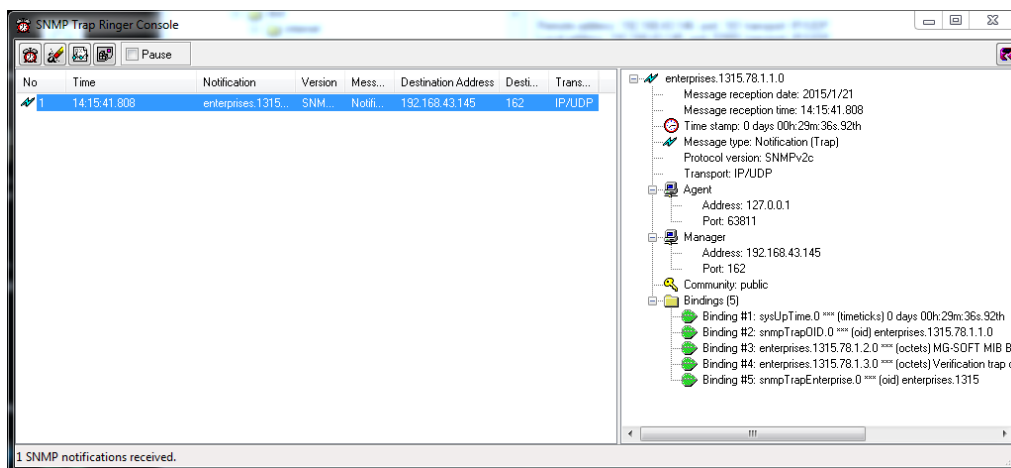 SNMP Trap Ringer Console
Pause
No Time Notification Version Mess... Destination Address Desti... Trans...
1 14:15:41.808 enterprises.1315... SNM... Notifi... 192.168.43.145 162 IP/UDP
enterprises.1315.78.1.1.0
Message reception date: 2015/1/21
Message reception time: 14:15:41.808
Time stamp: 0 days 00h:29m:36s.92th
Message type: Notification (Trap)
Protocol version: SNMPv2c
Transport: IP/UDP
Agent
Address: 127.0.0.1
Port: 63811
Manager
Address: 192.168.43.145
Port: 162
Community: public
Bindings (5)
Binding #1: sysUpTime.0 *** (timeticks) 0 days 00h:29m:36s.92th
Binding #2: snmpTrapOID.0 *** (oid) enterprises.1315.78.1.1.0
Binding #3: enterprises.1315.78.1.2.0 *** (octets) MG-SOFT MIB B
Binding #4: enterprises.1315.78.1.3.0 *** (octets) Verification trap
Binding #5: snmpTrapEnterprise.0 *** (oid) enterprises.1315
1 SNMP notifications received.